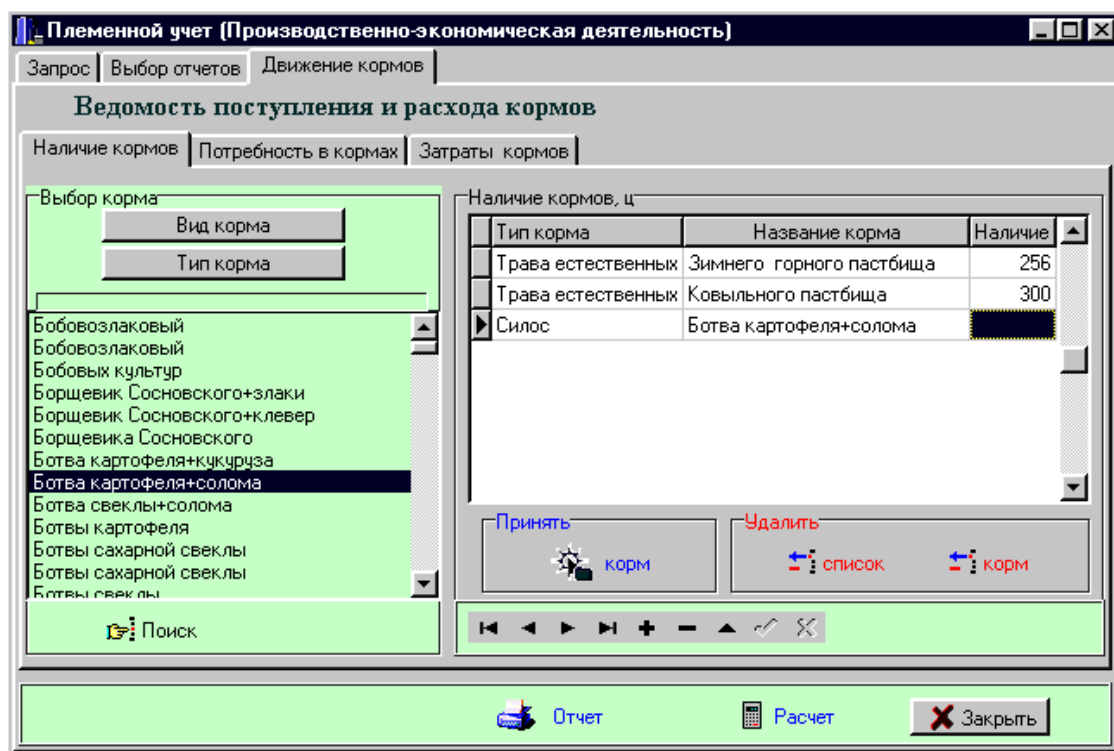 Племенной учет (Производственно-экономическая деятельность)
Запрос Выбор отчетов Движение кормов
Ведомость поступления и расхода кормов
Наличие кормов Потребность в кормах Затраты кормов
Выбор корма
Вид корма
Тип корма
Бобовозлаковый
Бобовозлаковый
Бобовых культур
Борщевик Сосновского+злаки
Борщевик Сосновского+клевер
Борщевика Сосновского
Ботва картофеля+кукуруза
Ботва картофеля+солома
Ботва свеклы+солома
Ботвы картофеля
Ботвы сахарной свеклы
Ботвы сахарной свеклы
Ботвы свеклы
Поиск
Наличие кормов, ц
Тип корма Название корма Наличие
Трава естественных Зимнего горного пастбища 256
Трава естественных Ковыльного пастбища 300
Силос Ботва картофеля+солома
Принять
корм
Удалить
список корм
Отчет Расчет Закрыть